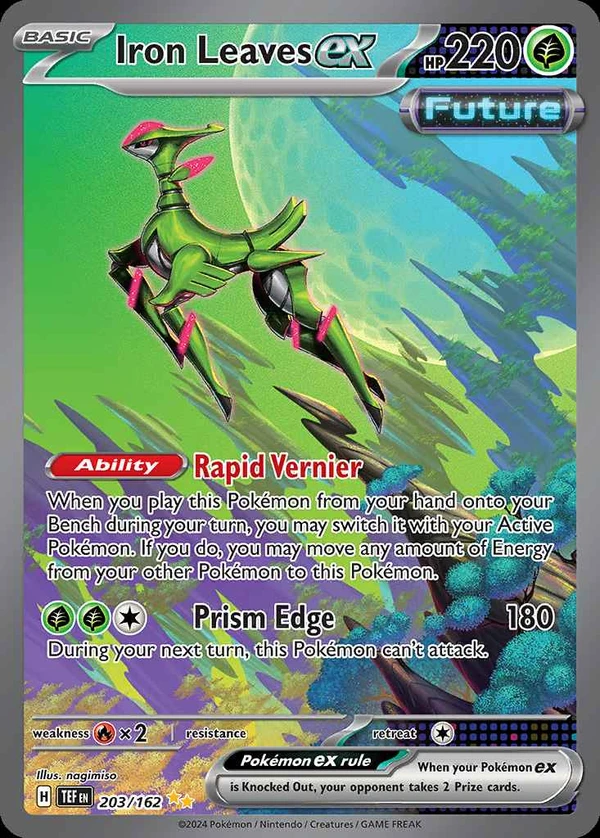 BASIC Iron Leaves ex HP 220
Future
Ability Rapid Vernier
When you play this Pokémon from your hand onto your
Bench during your turn, you may switch it with your Active
Pokémon. If you do, you may move any amount of Energy
from your other Pokémon to this Pokémon.
Prism Edge 180
During your next turn, this Pokémon can't attack.
weakness ×2 resistance retreat
Pokémon ex rule When your Pokémon ex
is Knocked Out, your opponent takes 2 Prize cards.
Illus. nagimiso
H TEF EN 203/162
©2024 Pokémon / Nintendo / Creatures / GAME FREAK